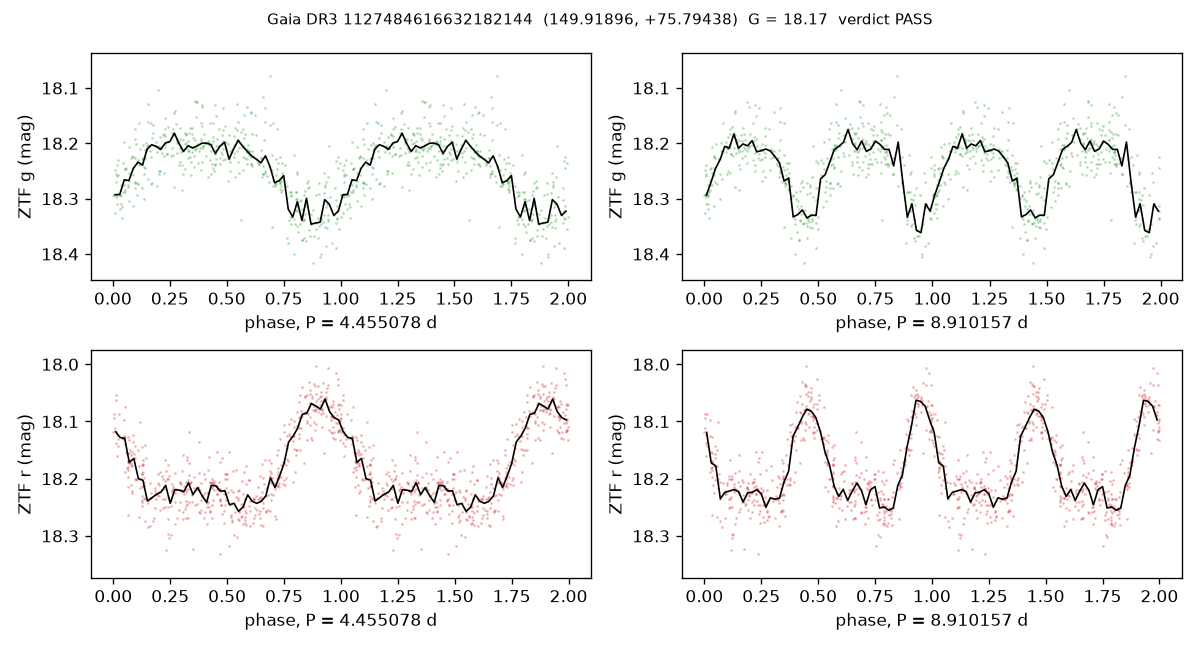 Gaia DR3 1127484616632182144 (149.91896, +75.79438) G = 18.17 verdict PASS
ZTF g (mag)
18.1
18.2
18.3
18.4
0.00 0.25 0.50 0.75 1.00 1.25 1.50 1.75 2.00
phase, P = 4.455078 d
ZTF g (mag)
18.1
18.2
18.3
18.4
0.00 0.25 0.50 0.75 1.00 1.25 1.50 1.75 2.00
phase, P = 8.910157 d
ZTF r (mag)
18.0
18.1
18.2
18.3
0.00 0.25 0.50 0.75 1.00 1.25 1.50 1.75 2.00
phase, P = 4.455078 d
ZTF r (mag)
18.0
18.1
18.2
18.3
0.00 0.25 0.50 0.75 1.00 1.25 1.50 1.75 2.00
phase, P = 8.910157 d